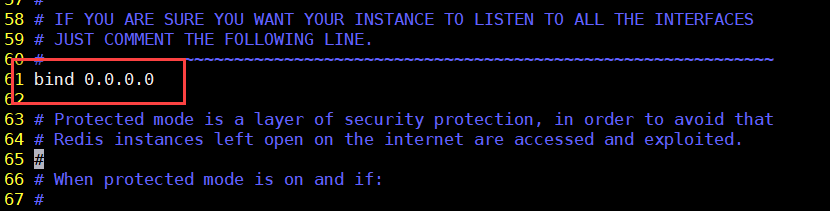 57 #
58 # IF YOU ARE SURE YOU WANT YOUR INSTANCE TO LISTEN TO ALL THE INTERFACES
59 # JUST COMMENT THE FOLLOWING LINE.
60 # ~~~~~~~~~~~~~~~~~~~~~~~~~~~~~~~~~~~~~~~~~~~~~~~~~~~~~~~~~~~~~~~~~~~~~~~~
61 bind 0.0.0.0
62
63 # Protected mode is a layer of security protection, in order to avoid that
64 # Redis instances left open on the internet are accessed and exploited.
65 #
66 # When protected mode is on and if:
67 #